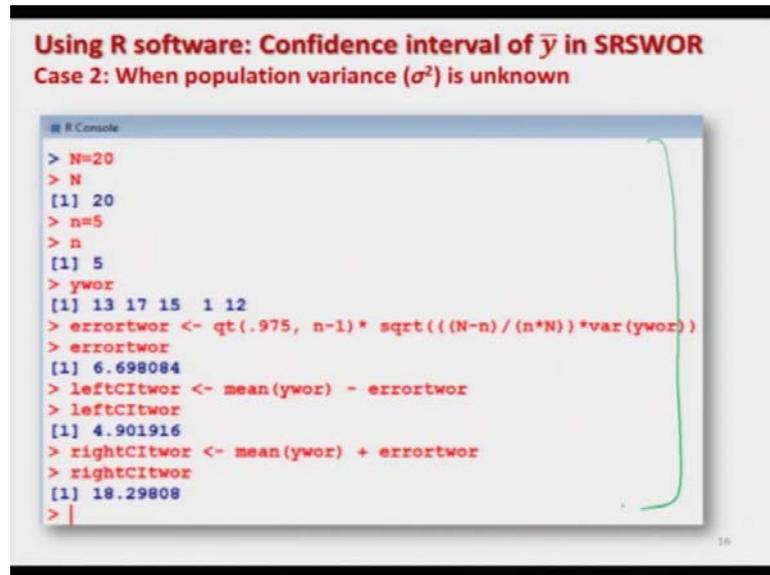 Using R software: Confidence interval of y̅ in SRSWOR
Case 2: When population variance (σ²) is unknown
R Console
> N=20
> N
[1] 20
> n=5
> n
[1] 5
> ywor
[1] 13 17 15  1 12
> errortwor <- qt(.975, n-1)* sqrt(((N-n)/(n*N))*var(ywor))
> errortwor
[1] 6.698084
> leftCItwor <- mean(ywor) - errortwor
> leftCItwor
[1] 4.901916
> rightCItwor <- mean(ywor) + errortwor
> rightCItwor
[1] 18.29808
> |
16